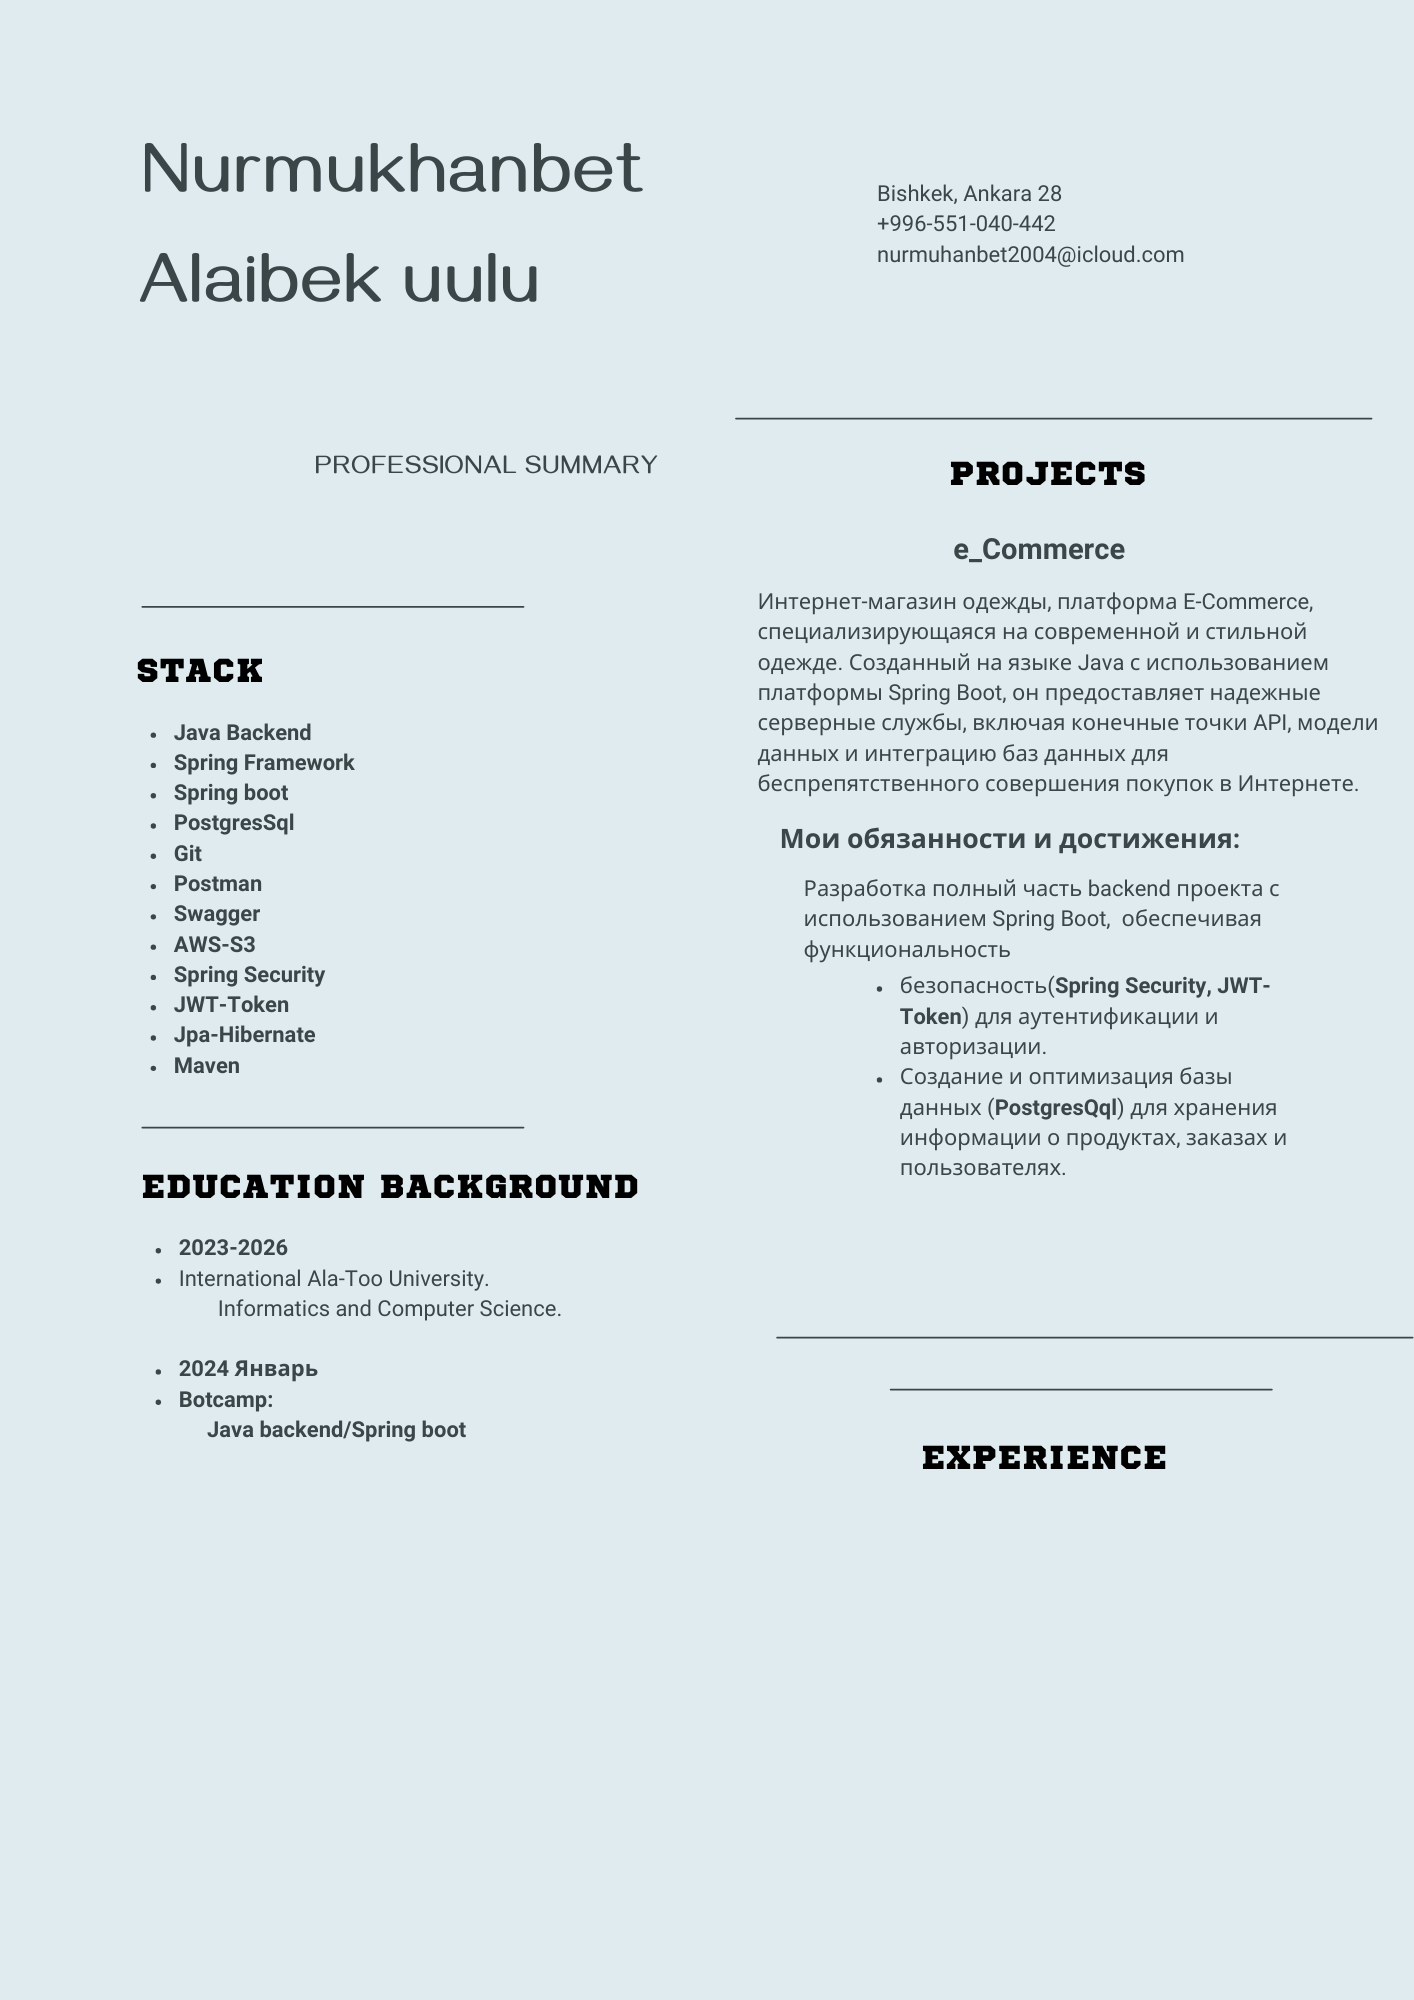 Nurmukhanbet
Alaibek uulu
Bishkek, Ankara 28
+996-551-040-442
nurmuhanbet2004@icloud.com
PROFESSIONAL SUMMARY
STACK
• Java Backend
• Spring Framework
• Spring boot
• PostgresSql
• Git
• Postman
• Swagger
• AWS-S3
• Spring Security
• JWT-Token
• Jpa-Hibernate
• Maven
EDUCATION BACKGROUND
• 2023-2026
• International Ala-Too University.
Informatics and Computer Science.
• 2024 Январь
• Botcamp:
Java backend/Spring boot
PROJECTS
e_Commerce
Интернет-магазин одежды, платформа E-Commerce,
специализирующаяся на современной и стильной
одежде. Созданный на языке Java с использованием
платформы Spring Boot, он предоставляет надежные
серверные службы, включая конечные точки API, модели
данных и интеграцию баз данных для
беспрепятственного совершения покупок в Интернете.
Мои обязанности и достижения:
Разработка полный часть backend проекта с
использованием Spring Boot, обеспечивая
функциональность
• безопасность(Spring Security, JWT-
Token) для аутентификации и
авторизации.
• Создание и оптимизация базы
данных (PostgresQql) для хранения
информации о продуктах, заказах и
пользователях.
EXPERIENCE